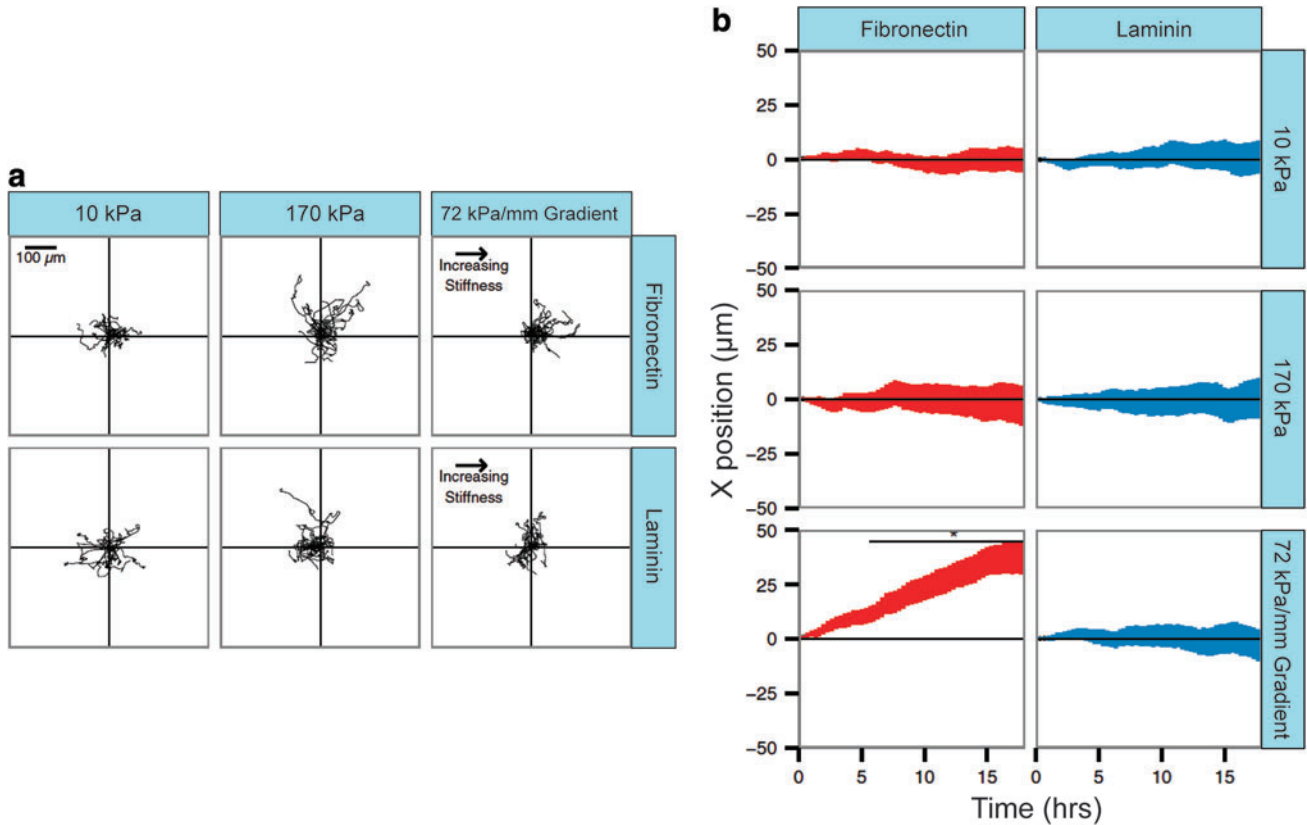 a
10 kPa
170 kPa
72 kPa/mm Gradient
100 µm
Increasing
Stiffness
Fibronectin
Increasing
Stiffness
Laminin
b
Fibronectin
Laminin
50
25
0
−25
−50
10 kPa
50
25
0
−25
−50
170 kPa
50
25
0
−25
−50
*
72 kPa/mm Gradient
X position (µm)
0
5
10
15
0
5
10
15
Time (hrs)